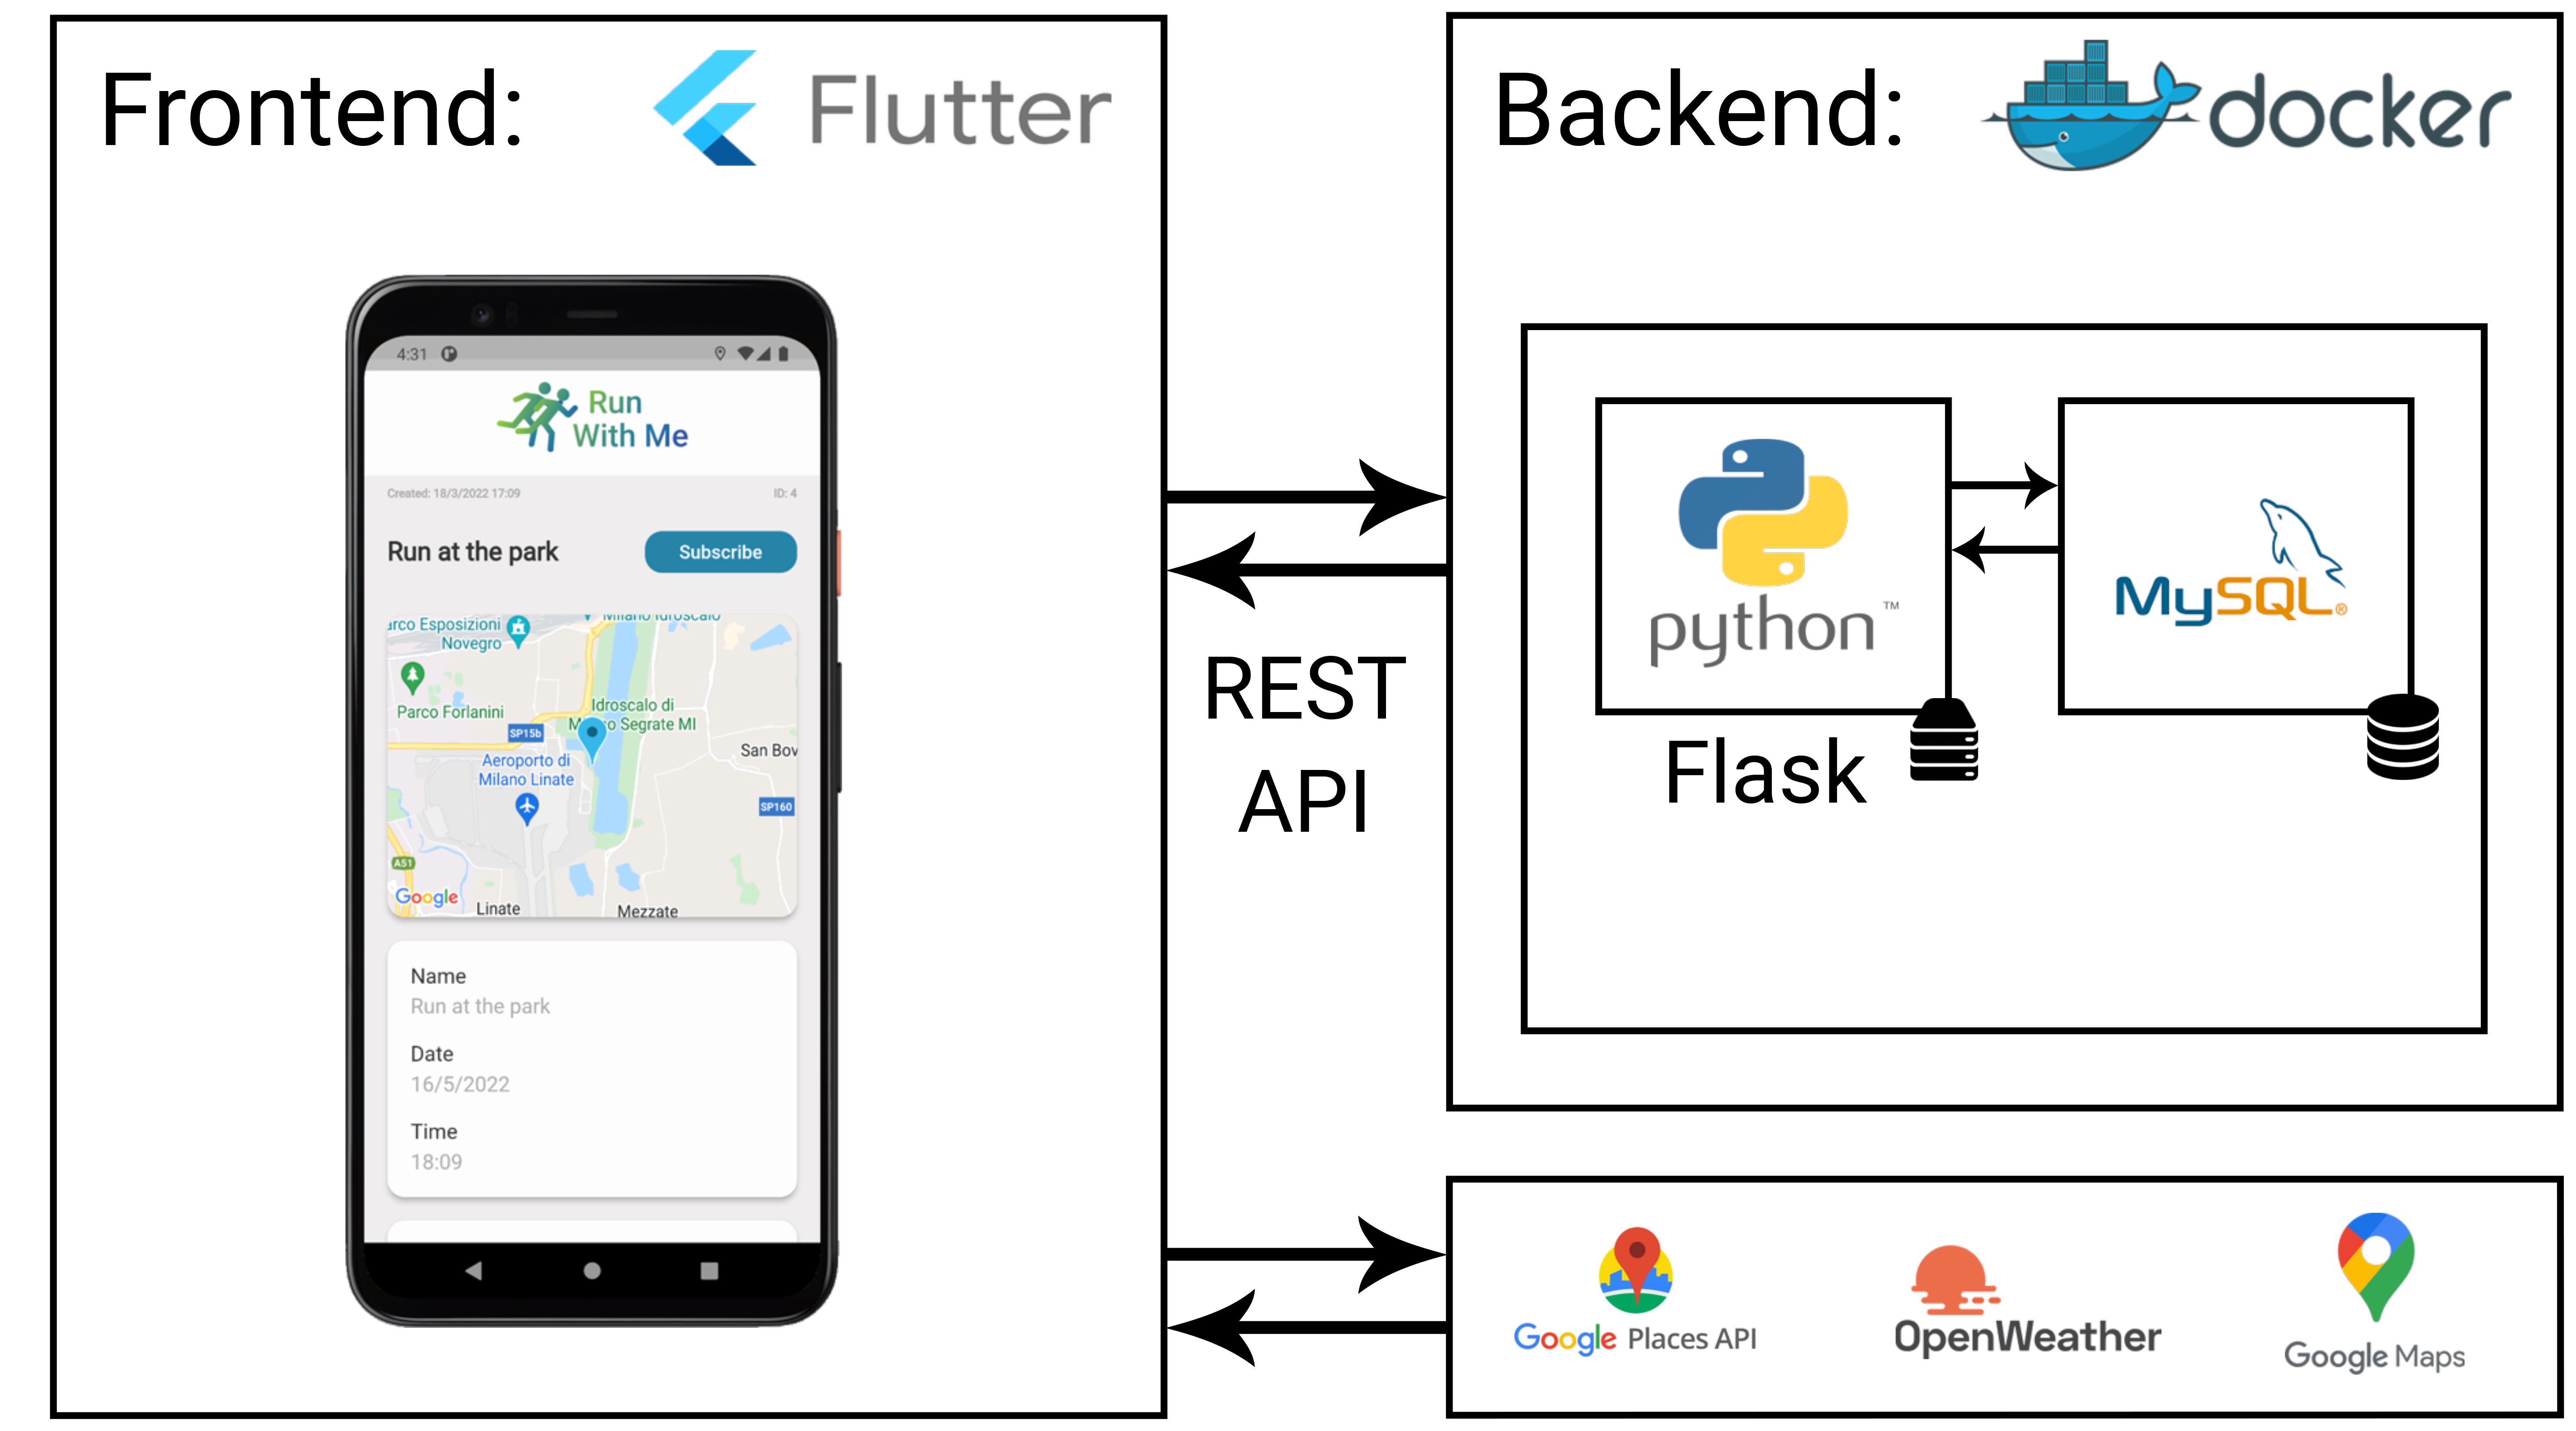 Frontend:
Flutter
4:31
Run
With Me
Created: 18/3/2022 17:09
ID: 4
Run at the park
Subscribe
arco Esposizioni
Novegro
Milano Idroscalo
Parco Forlanini
SP15b
Idroscalo di
Segrate MI
Aeroporto di
Milano Linate
San Bov
SP160
A51
Google
Linate
Mezzate
Name
Run at the park
Date
16/5/2022
Time
18:09
REST
API
Backend:
docker
python™
Flask
MySQL®
Google Places API
OpenWeather
Google Maps